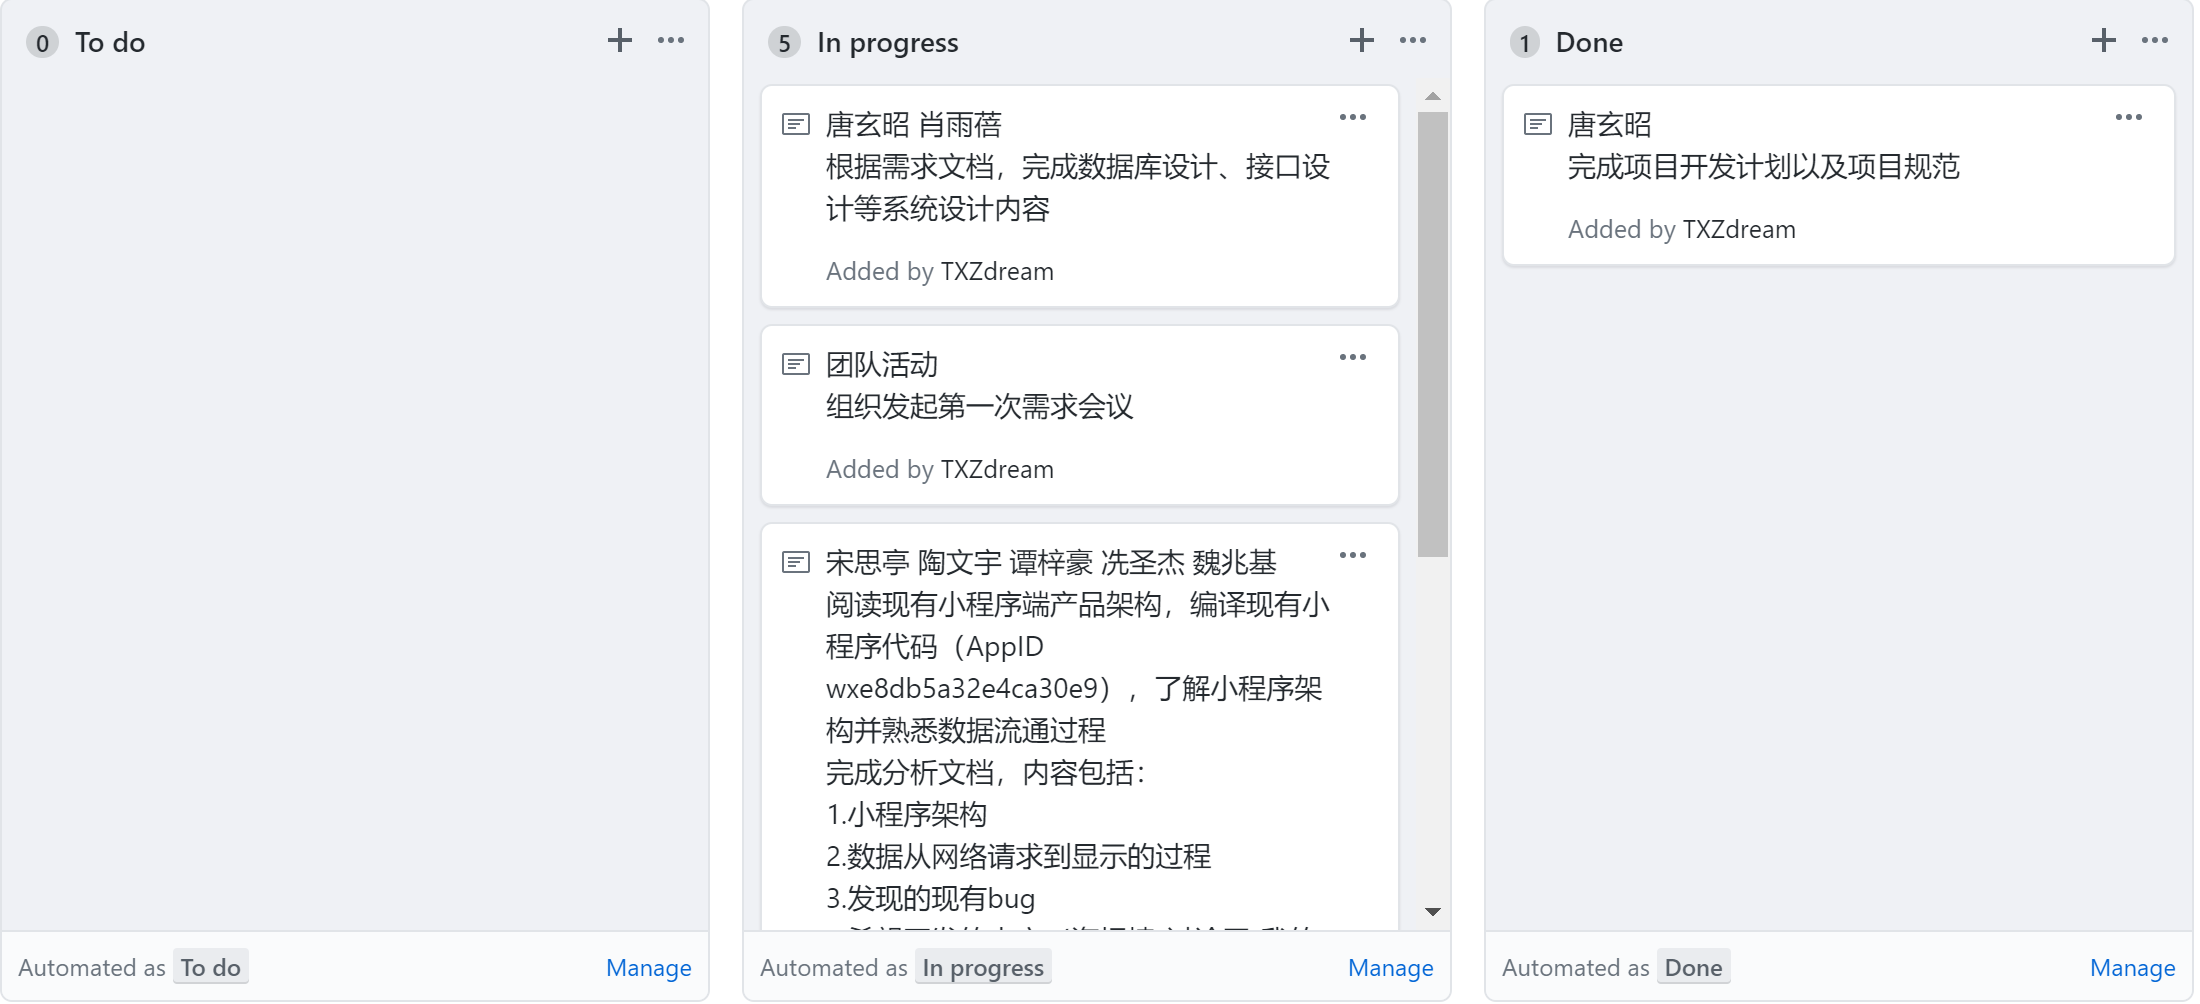 0 To do
5 In progress
唐玄昭 肖雨蓓
根据需求文档，完成数据库设计、接口设
计等系统设计内容
Added by TXZdream
团队活动
组织发起第一次需求会议
Added by TXZdream
宋思亭 陶文宇 谭梓豪 冼圣杰 魏兆基
阅读现有小程序端产品架构，编译现有小
程序代码（AppID
wxe8db5a32e4ca30e9），了解小程序架
构并熟悉数据流通过程
完成分析文档，内容包括：
1.小程序架构
2.数据从网络请求到显示的过程
3.发现的现有bug
1 Done
唐玄昭
完成项目开发计划以及项目规范
Added by TXZdream
Automated as To do Manage
Automated as In progress Manage
Automated as Done Manage